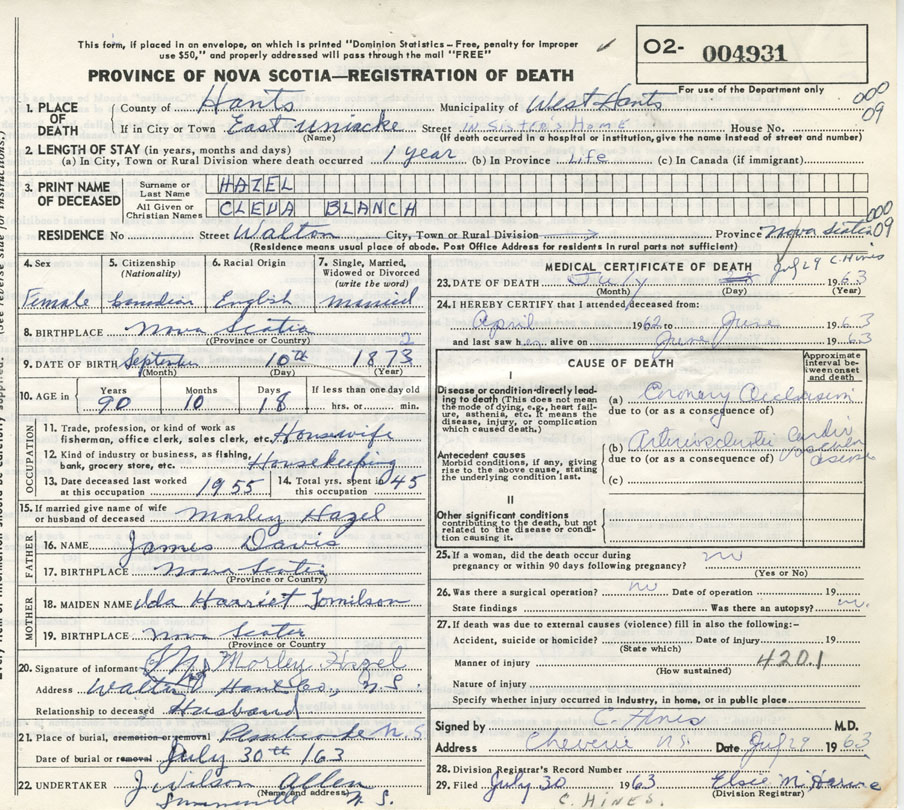 This form, if placed in an envelope, on which is printed "Dominion Statistics - Free, penalty for improper
use $50," and properly addressed will pass through the mail "FREE"
O2- 004931
For use of the Department only
PROVINCE OF NOVA SCOTIA—REGISTRATION OF DEATH
000
09
1. PLACE OF DEATH County of Hants Municipality of West Hants
If in City or Town East Uniacke Street in Sister's Home House No.
(Name) (If death occurred in hospital or institution, give the name instead of street and number)
2. LENGTH OF STAY (in years, months and days)
(a) In City, Town or Rural Division where death occurred 1 year (b) In Province Life (c) In Canada (if immigrant)
3. PRINT NAME OF DECEASED Surname or Last Name HAZEL
All Given or Christian Names CLEVA BLANCH
000
09
RESIDENCE No Street Walton City, Town or Rural Division Province Nova Scotia
(Residence means usual place of abode. Post Office Address for residents in rural parts not sufficient)
4. Sex Female
5. Citizenship (Nationality) Canadian
6. Racial Origin English
7. Single, Married, Widowed or Divorced (write the word) Married
8. BIRTHPLACE Nova Scotia
(Province or Country)
9. DATE OF BIRTH September 10th 1873 2
(Month) (Day) (Year)
10. AGE in Years 90 Months 10 Days 18 If less than one day old hrs. or min.
OCCUPATION
11. Trade, profession, or kind of work as fisherman, office clerk, sales clerk, etc. Housewife
12. Kind of industry or business, as fishing, bank, grocery store, etc. Housekeeping
13. Date deceased last worked at this occupation 1955 14. Total yrs. spent in this occupation 45
15. If married give name of wife or husband of deceased Morley Hazel
FATHER
16. NAME James Davis
17. BIRTHPLACE Nova Scotia
(Province or Country)
MOTHER
18. MAIDEN NAME Ida Harriet Tomilson
19. BIRTHPLACE Nova Scotia
(Province or Country)
20. Signature of informant Morley Hazel
Address Walton Hants Co., N.S.
Relationship to deceased Husband
21. Place of burial, cremation or removal Pembroke N.S.
Date of burial or removal July 30th 163
22. UNDERTAKER J Wilson Allen
(Name and address)
Summerville N.S.
MEDICAL CERTIFICATE OF DEATH
July 29 C. Hines
23. DATE OF DEATH July 1963
(Month) (Day) (Year)
24. I HEREBY CERTIFY that I attended deceased from:
April 1962 to June 1963
and last saw her alive on June 1963
CAUSE OF DEATH
Approximate interval between onset and death
I
Disease or condition directly leading to death (This does not mean the mode of dying, e.g., heart failure, asthenia, etc. It means the disease, injury, or complication which caused death.)
(a) Coronary Occlusion
due to (or as a consequence of)
Antecedent causes
Morbid conditions, if any, giving rise to the above cause, stating the underlying condition last.
(b) Arteriosclerotic Cardio vascular disease
due to (or as a consequence of)
(c)
II
Other significant conditions contributing to the death, but not related to the disease or condition causing it.
25. If a woman, did the death occur during pregnancy or within 90 days following pregnancy? no
(Yes or No)
26. Was there a surgical operation? no Date of operation 19
State findings Was there an autopsy? no
27. If death was due to external causes (violence) fill in also the following:-
Accident, suicide or homicide? Date of injury 19
(State which)
Manner of injury 420.1
(How sustained)
Nature of injury
Specify whether injury occurred in industry, in home, or in public place
Signed by C. Hines M.D.
Address Cheverie N.S. Date July 29 1963
28. Division Registrar's Record Number
29. Filed July 30 1963
(Division Registrar)
C. HINES.